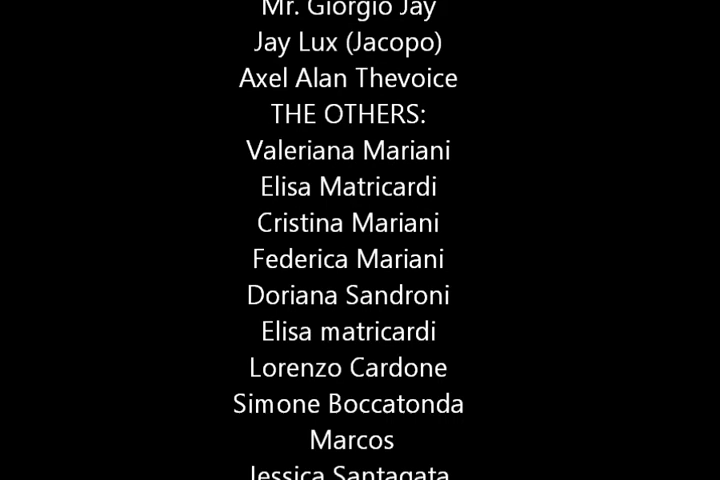 Mr. Giorgio Jay
Jay Lux (Jacopo)
Axel Alan Thevoice
THE OTHERS:
Valeriana Mariani
Elisa Matricardi
Cristina Mariani
Federica Mariani
Doriana Sandroni
Elisa matricardi
Lorenzo Cardone
Simone Boccatonda
Marcos
Jessica Santagata